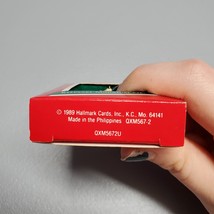 © 1989 Hallmark Cards, Inc., K.C., Mo. 64141
Made in the Philippines QXM567-2
QXM5672U